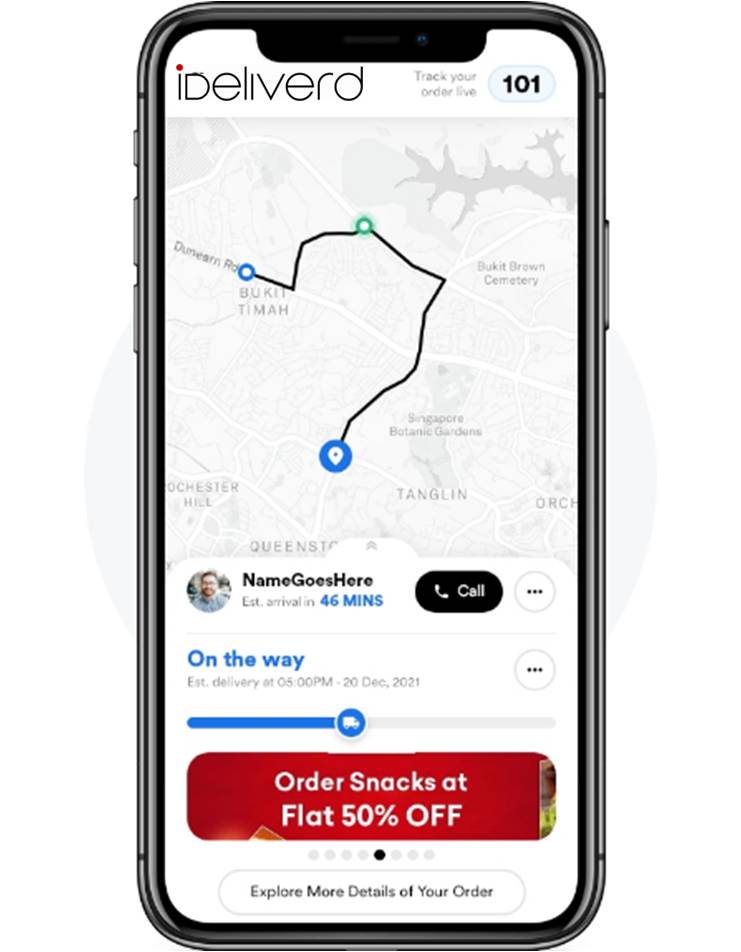 iDeliverd
Track your
order live
101
Dunearn Rd
BUKIT
TIMAH
Bukit Brown
Cemetery
Singapore
Botanic Gardens
OCHESTER
HILL
TANGLIN
ORCH
QUEENSTO
NameGoesHere
Est. arrival in 46 MINS
Call
On the way
Est. delivery at 05:00PM - 20 Dec, 2021
Order Snacks at
Flat 50% OFF
Explore More Details of Your Order